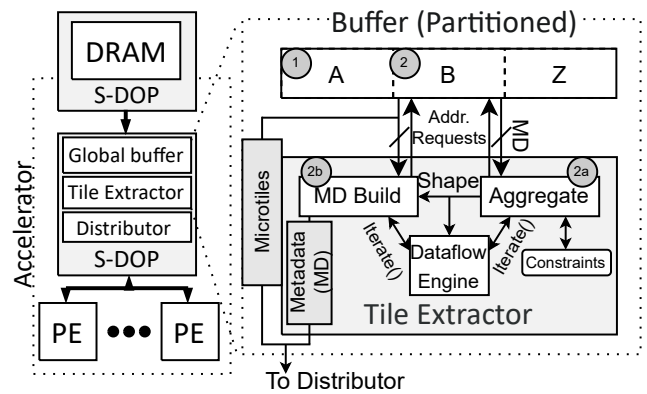 DRAM
S-DOP
Accelerator
Global buffer
Tile Extractor
Distributor
S-DOP
PE
PE
Buffer (Partitioned)
1
A
2
B
Z
Addr.
Requests
MD
Microtiles
2b
MD Build
Shape
2a
Aggregate
Iterate()
Dataflow
Engine
Iterate()
Constraints
Metadata
(MD)
Tile Extractor
To Distributor